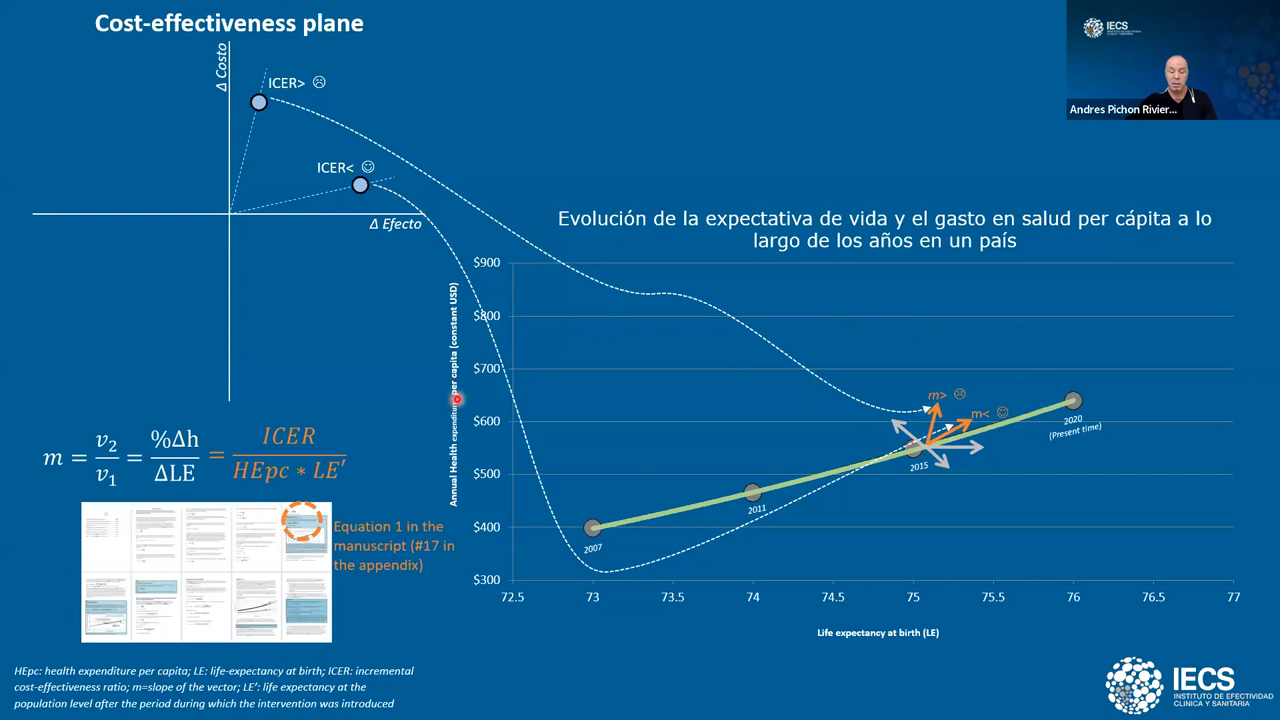 Cost-effectiveness plane
Δ Costo
ICER> ☹
ICER< ☺
Δ Efecto
IECS
INSTITUTO DE EFECTIVIDAD
CLINICA Y SANITARIA
Andres Pichon Rivier...
Evolución de la expectativa de vida y el gasto en salud per cápita a lo
largo de los años en un país
Annual Health expenditure per capita (constant USD)
$900
$800
$700
$600
$500
$400
$300
m> ☹
m< ☺
2007
2011
2015
2020
(Present time)
72.5 73 73.5 74 74.5 75 75.5 76 76.5 77
Life expectancy at birth (LE)
m = v₂/v₁ = %Δh/ΔLE = ICER/(HEpc * LE′)
Equation 1 in the
manuscript (#17 in
the appendix)
HEpc: health expenditure per capita; LE: life-expectancy at birth; ICER: incremental
cost-effectiveness ratio; m=slope of the vector; LE’: life expectancy at the
population level after the period during which the intervention was introduced
IECS
INSTITUTO DE EFECTIVIDAD
CLINICA Y SANITARIA